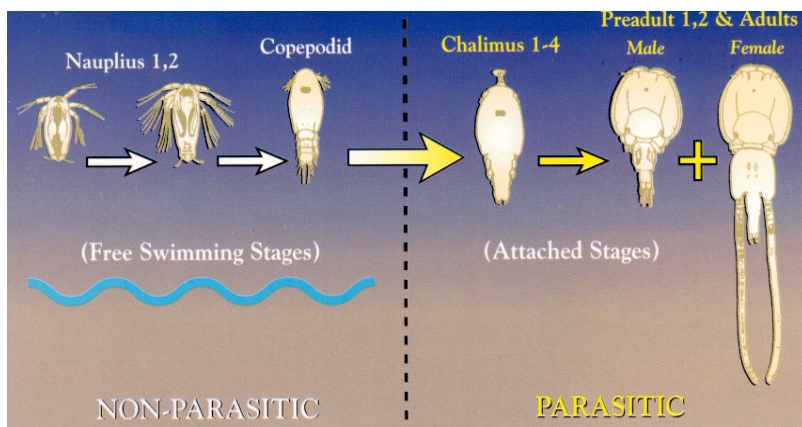 Nauplius 1,2
Copepodid
Chalimus 1-4
Preadult 1,2 & Adults
Male
Female
(Free Swimming Stages)
(Attached Stages)
NON-PARASITIC
PARASITIC